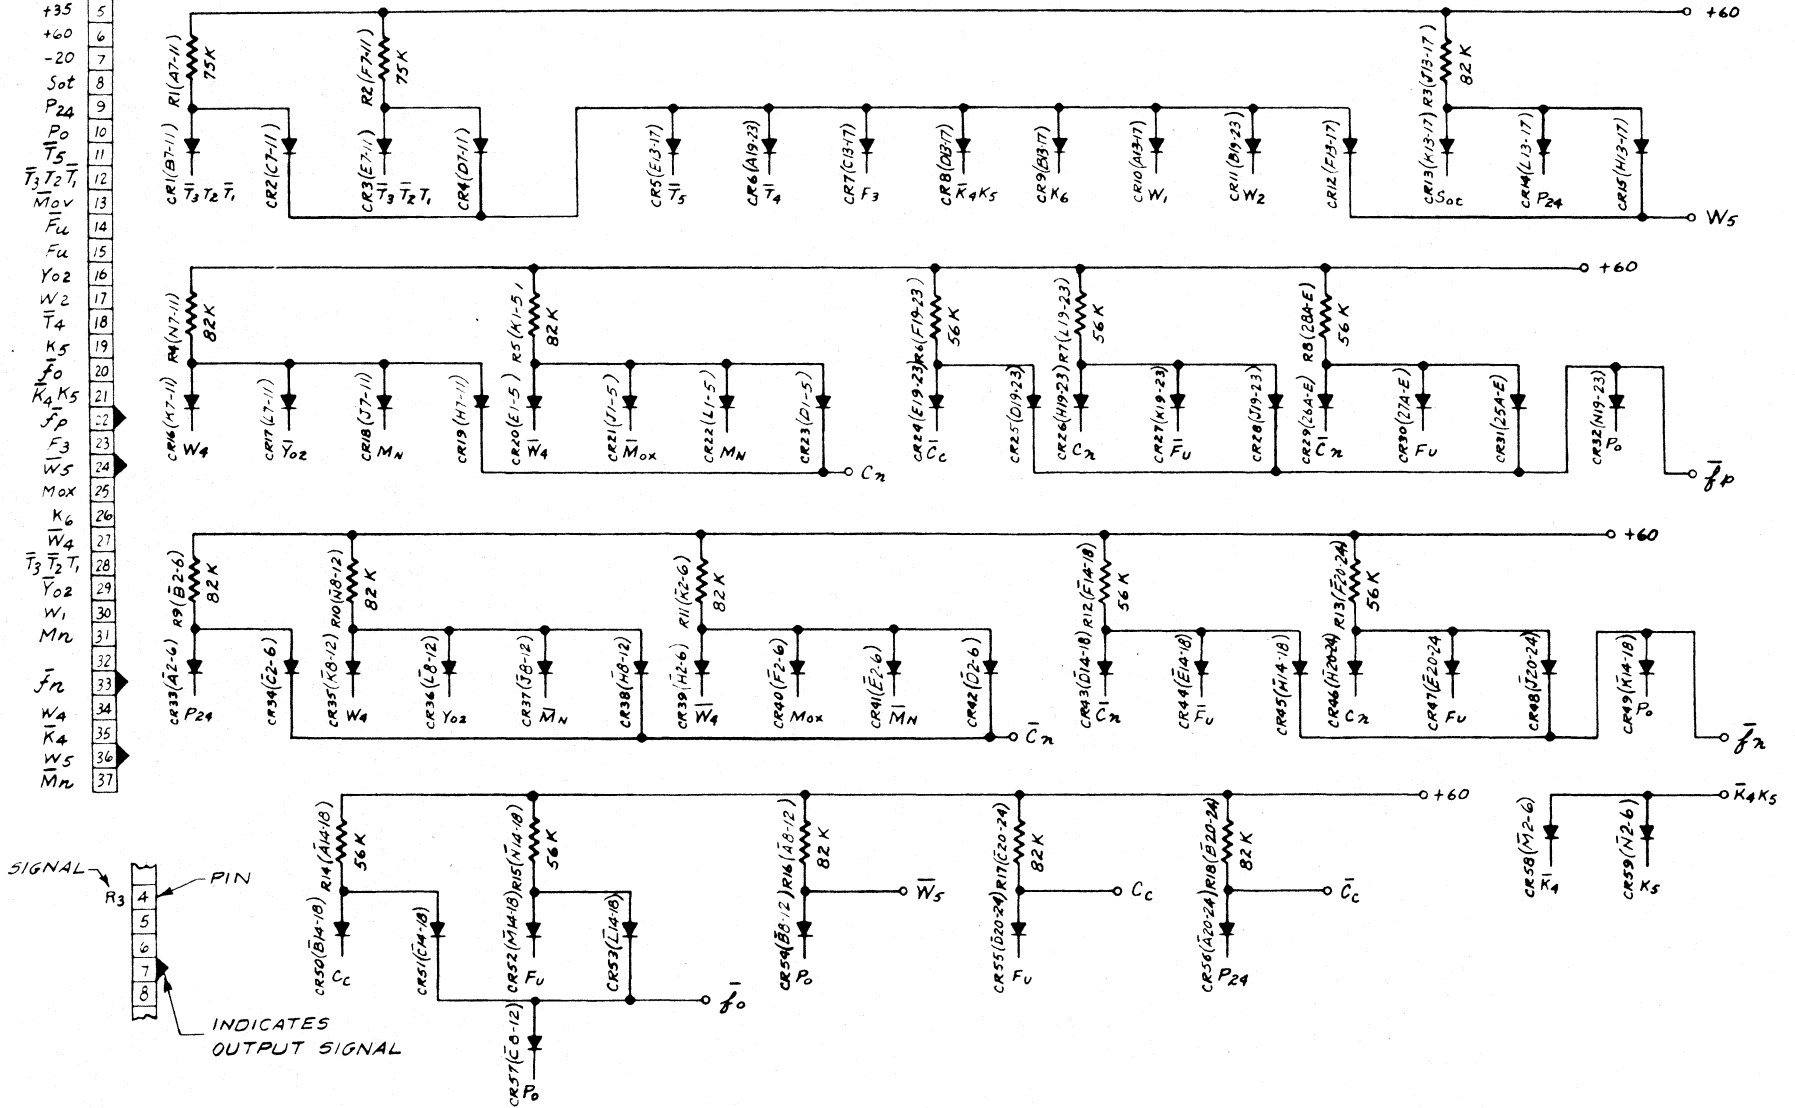 +35 5
+60 6
-20 7
Sot 8
P24 9
Po 10
T̅5 11
T̅3 T2 T̅1 12
M̅ov 13
F̅u 14
Fu 15
Yo2 16
W2 17
T̅4 18
K5 19
f̅o 20
K̅4 K5 21
f̅p 22
F3 23
W̅5 24
Mox 25
K6 26
W̅4 27
T̅3 T̅2 T1 28
Y̅o2 29
W1 30
Mn 31
32
f̅n 33
W4 34
K̅4 35
W5 36
M̅n 37
+60
R1(A7-11) 75K
R2(F7-11) 75K
R3(J13-17) 82K
CR1(B7-11) T̅3 T2 T̅1
CR2(C7-11)
CR3(E7-11) T̅3 T̅2 T1
CR4(D7-11)
CR5(E13-17) T̅5
CR6(A19-23) T̅4
CR7(C13-17) F3
CR8(D13-17) K̅4K5
CR9(B13-17) K6
CR10(A13-17) W1
CR11(B19-23) W2
CR12(F13-17)
CR13(K13-17) Sot
CR14(L13-17) P24
CR15(H13-17)
W5
+60
R4(N7-11) 82K
R5(K1-5) 82K
R6(F19-23) 56K
R7(L19-23) 56K
R8(28A-E) 56K
CR16(K7-11) W4
CR17(L7-11) Y̅o2
CR18(J7-11) MN
CR19(H7-11)
CR20(E1-5) W̅4
CR21(J1-5) M̅ox
CR22(L1-5) MN
CR23(D1-5)
Cn
CR24(E19-23) C̅c
CR25(D19-23)
CR26(H19-23) Cn
CR27(K19-23) F̅u
CR28(J19-23)
CR29(26A-E) C̅n
CR30(27A-E) Fu
CR31(25A-E)
CR32(N19-23) Po
f̅p
+60
R9(B̅2-6) 82K
R10(N̅8-12) 82K
R11(K̅2-6) 82K
R12(F̅14-18) 56K
R13(F̅20-24) 56K
CR33(A̅2-6) P24
CR34(C̅2-6)
CR35(K̅8-12) W4
CR36(L̅8-12) Yo2
CR37(J̅8-12) M̅N
CR38(H̅8-12)
CR39(H̅2-6) W̅4
CR40(F̅2-6) Mox
CR41(E̅2-6) M̅N
CR42(D̅2-6)
C̅n
CR43(D̅14-18) C̅n
CR44(E̅14-18) F̅u
CR45(H̅14-18)
CR46(H̅20-24) Cn
CR47(E̅20-24 Fu
CR48(J̅20-24)
CR49(K̅14-18) Po
f̅n
+60
R14(A̅14-18) 56K
R15(N̅14-18) 56K
R16(A̅8-12) 82K
R17(C̅20-24) 82K
R18(B̅20-24) 82K
CR50(B̅14-18) Cc
CR51(C̅14-18)
CR52(M̅14-18) Fu
CR53(L̅14-18)
CR57(C̅8-12) Po
f̅o
CR54(B̅8-12) Po
W̅5
CR55(D̅20-24) Fu
Cc
CR56(A̅20-24) P24
C̅c
CR58(M̅2-6) K̅4
CR59(N̅2-6) K5
K̅4K5
SIGNAL
PIN
R3 4
5
6
7
8
INDICATES
OUTPUT SIGNAL